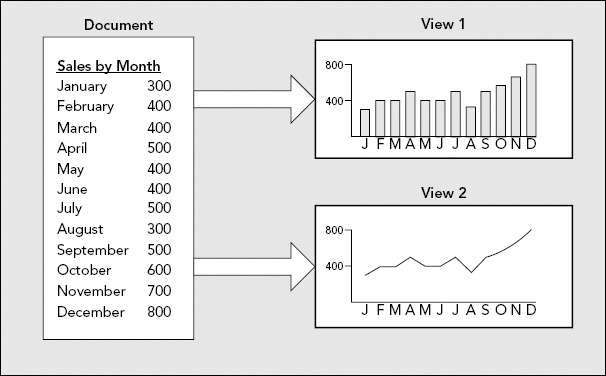 Document
Sales by Month
January 300
February 400
March 400
April 500
May 400
June 400
July 500
August 300
September 500
October 600
November 700
December 800
View 1
800
400
J F M A M J J A S O N D
View 2
800
400
J F M A M J J A S O N D